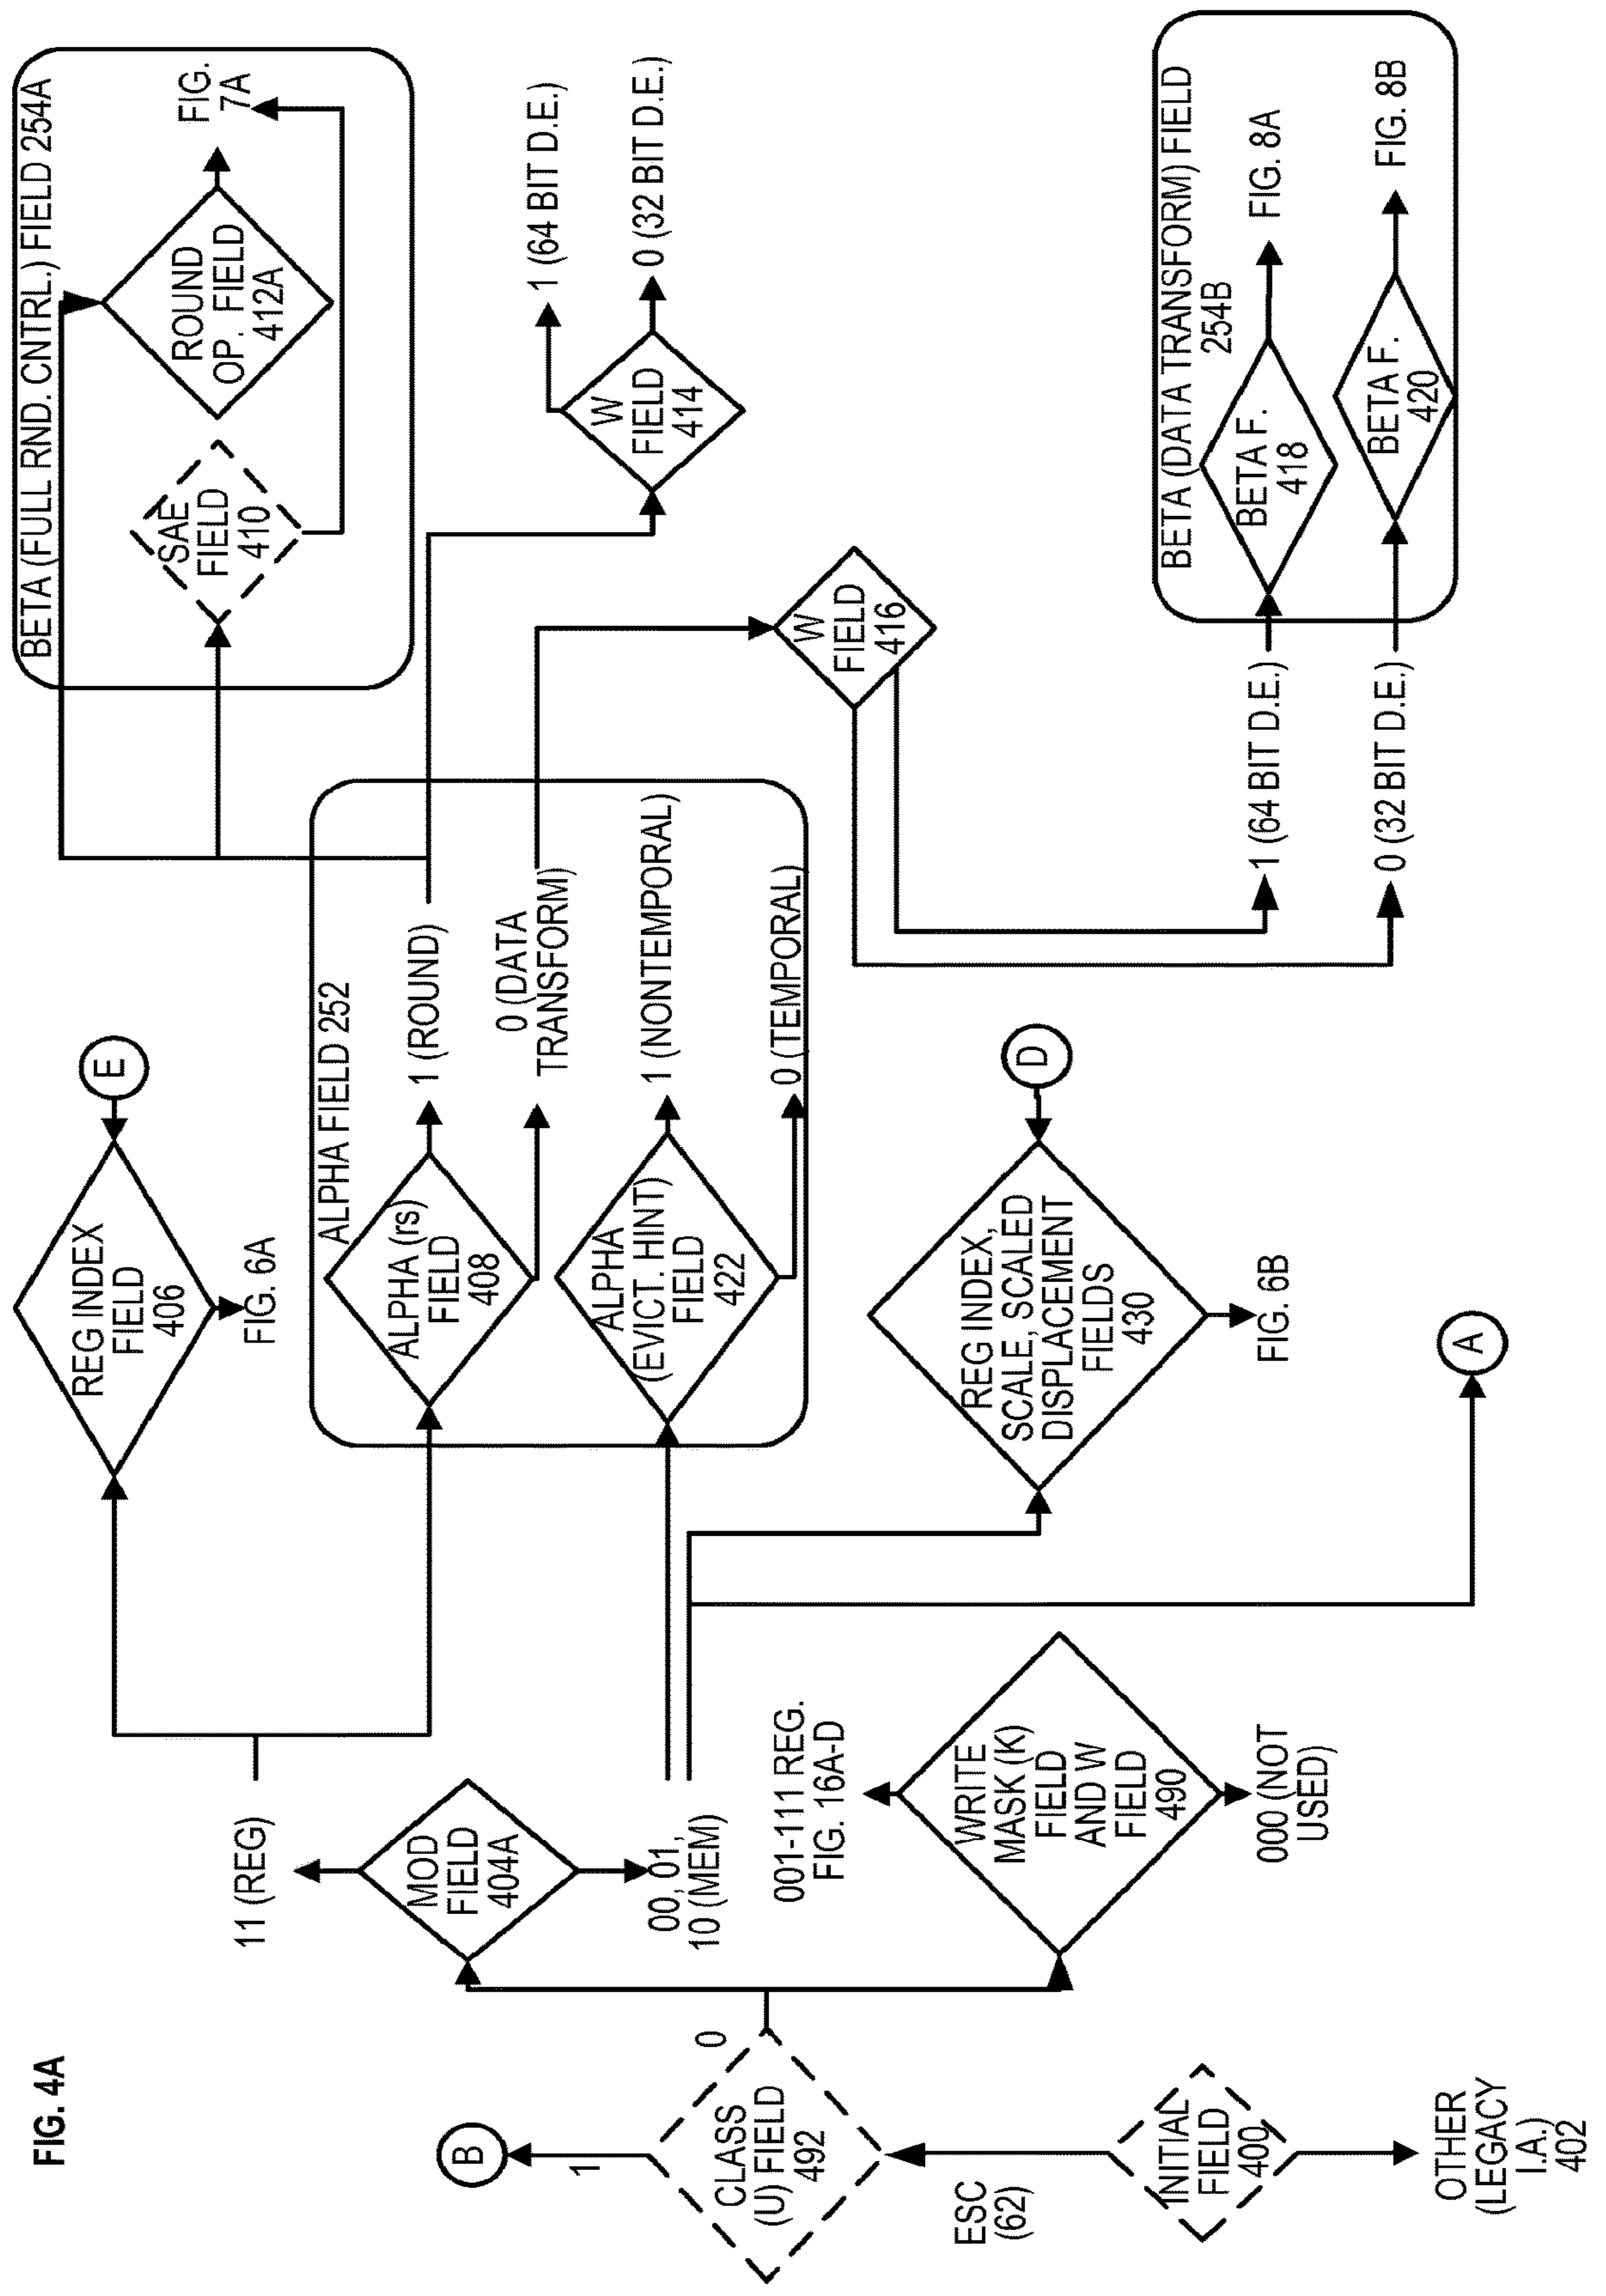 FIG. 4A
INITIAL
FIELD
400
OTHER
(LEGACY
I.A.)
402
ESC
(62)
CLASS
(U) FIELD
492
1
B
0
MOD
FIELD
404A
11 (REG)
00, 01,
10 (MEM)
WRITE
MASK (K)
FIELD
AND W
FIELD
490
001-111 REG.
FIG. 16A-D
000 (NOT
USED)
REG INDEX
FIELD
406
E
FIG. 6A
ALPHA FIELD 252
ALPHA (rs)
FIELD
408
1 (ROUND)
0 (DATA
TRANSFORM)
ALPHA
(EVICT. HINT)
FIELD
422
1 (NONTEMPORAL)
0 (TEMPORAL)
REG INDEX,
SCALE, SCALED
DISPLACEMENT
FIELDS
430
D
FIG. 6B
A
BETA (FULL RND. CNTRL.) FIELD 254A
SAE
FIELD
410
ROUND
OP. FIELD
412A
FIG.
7A
W
FIELD
414
1 (64 BIT D.E.)
0 (32 BIT D.E.)
W
FIELD
416
1 (64 BIT D.E.)
0 (32 BIT D.E.)
BETA (DATA TRANSFORM) FIELD
254B
BETA F.
418
FIG. 8A
BETA F.
420
FIG. 8B